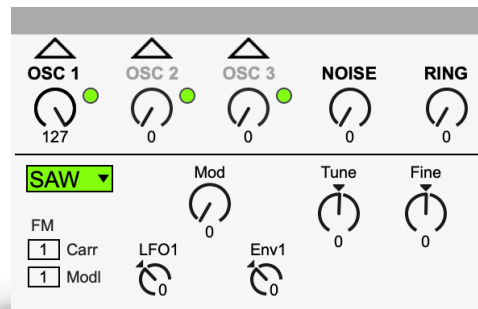 OSC 1 OSC 2 OSC 3 NOISE RING
127 0 0 0 0
SAW Mod Tune Fine
0 0 0
FM
1 Carr LFO1 Env1
1 Modl 0 0